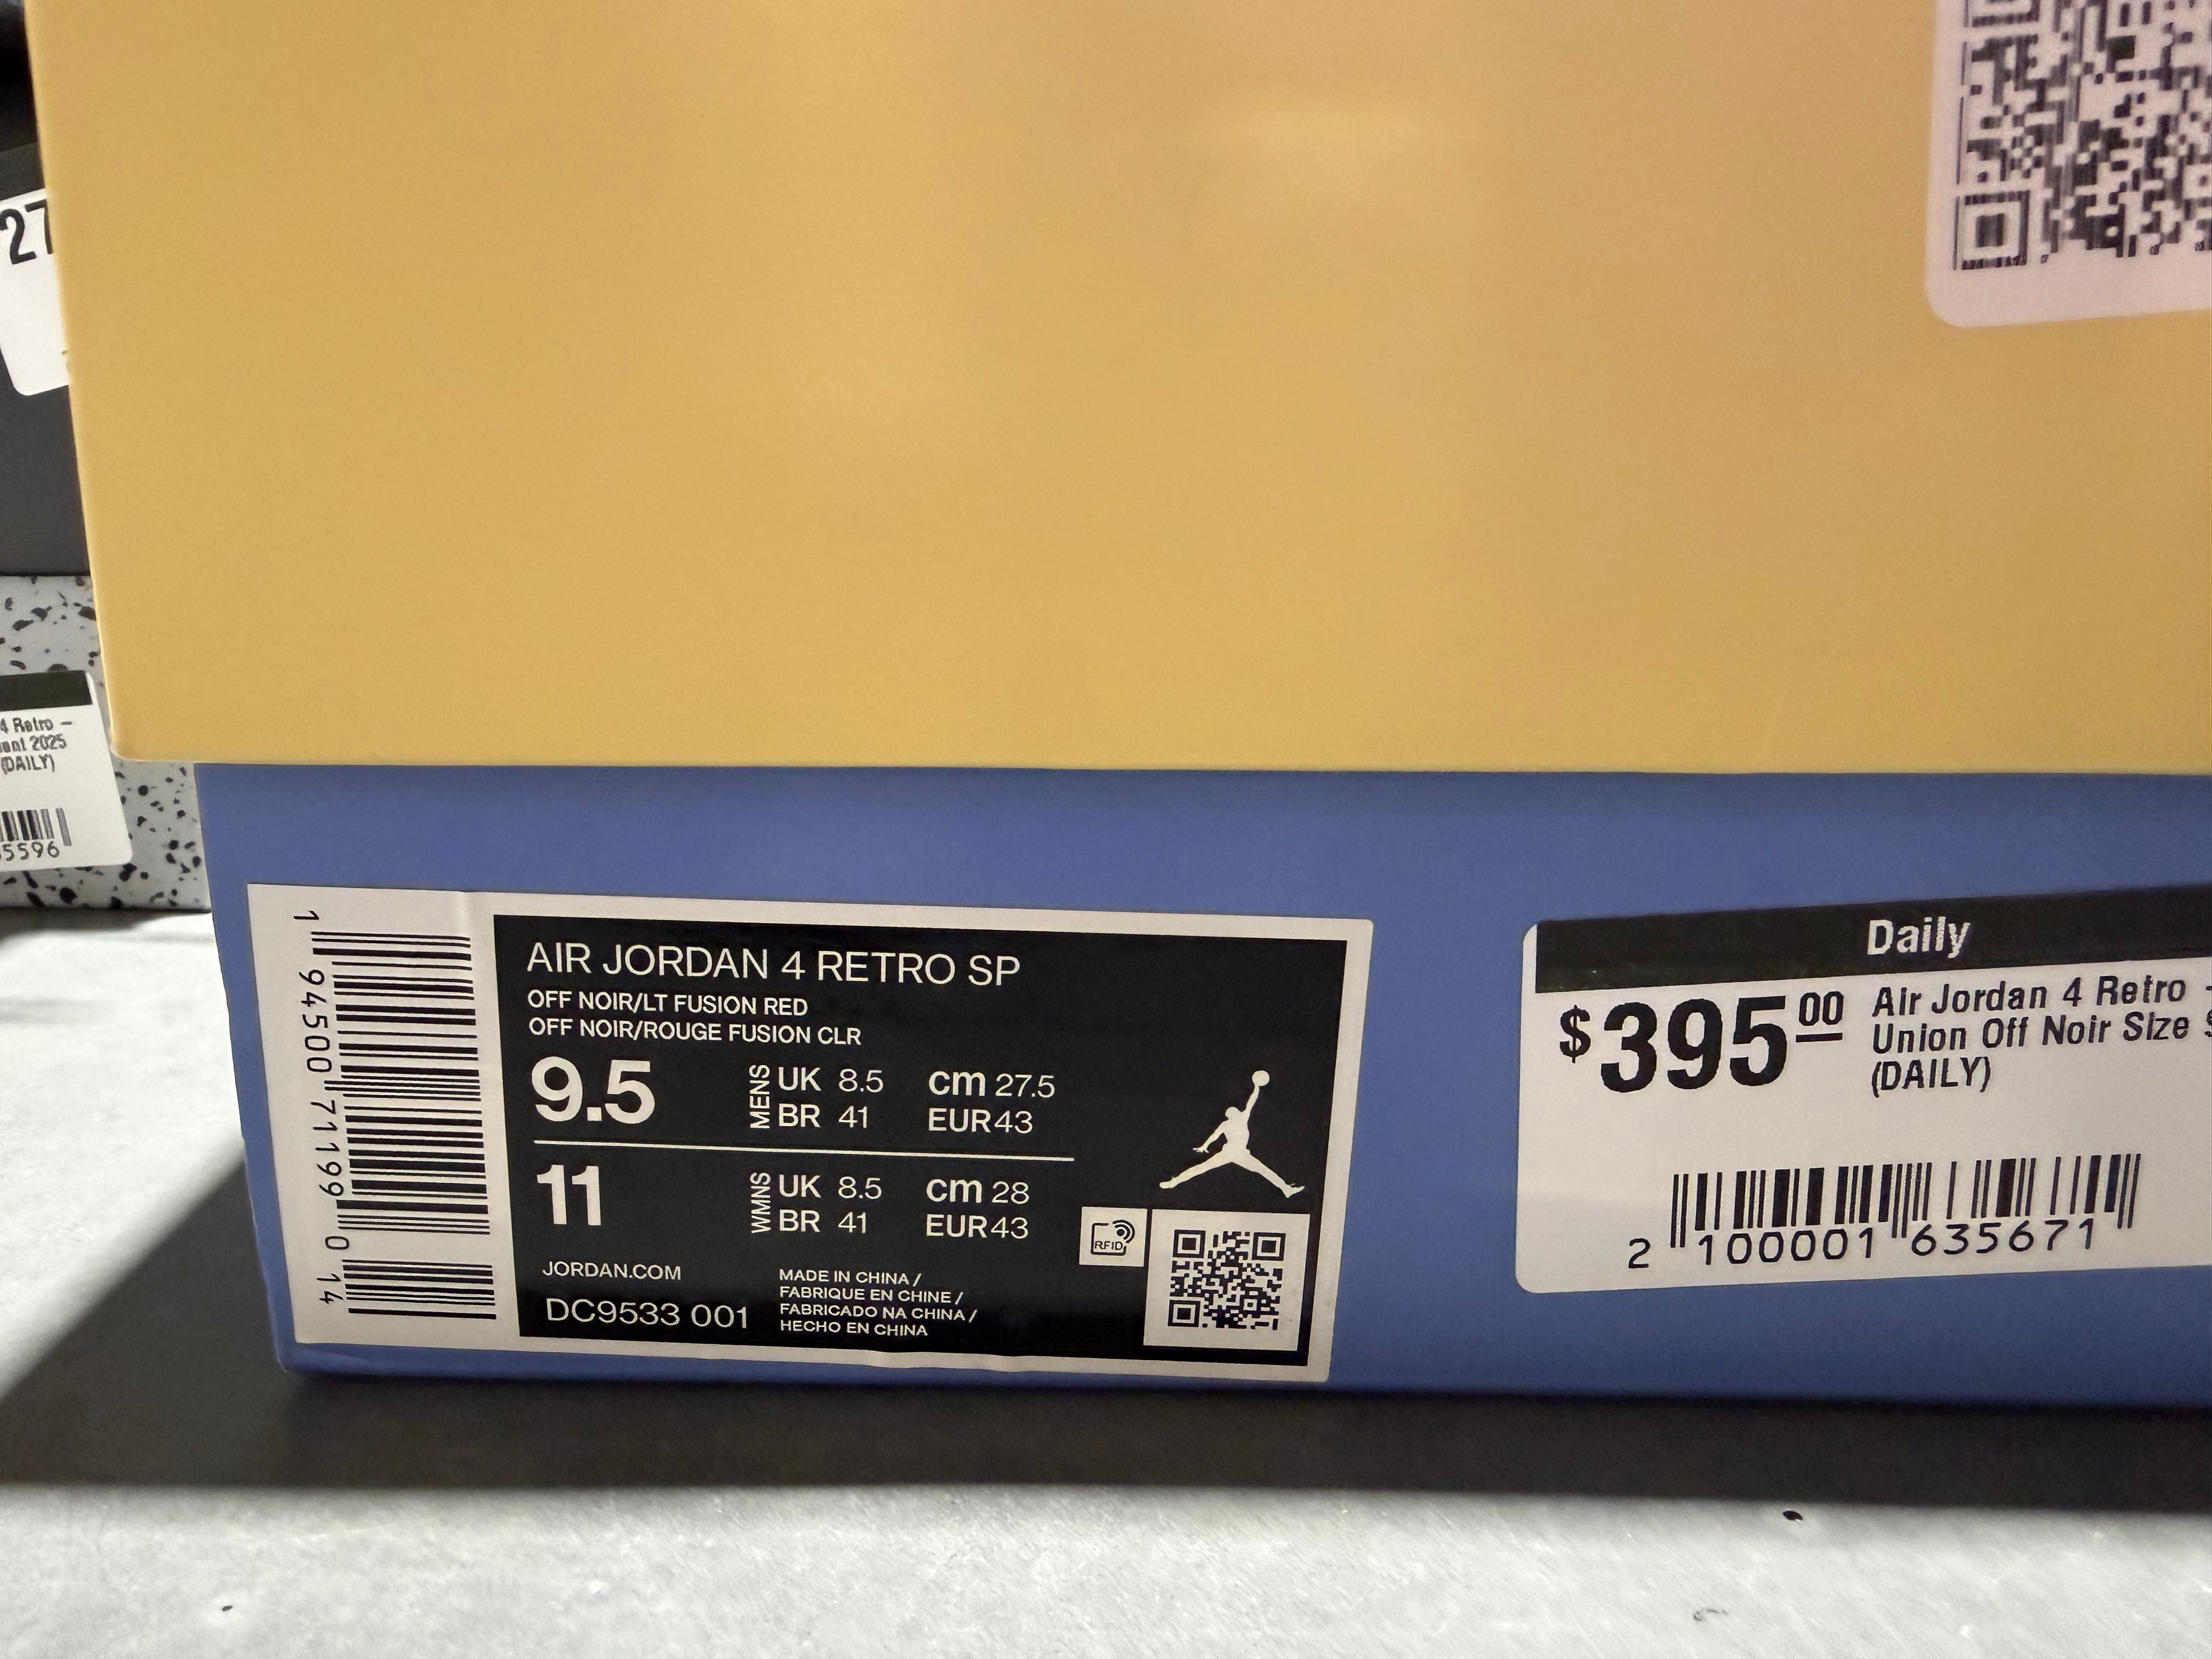 27
4 Retro –
2025
(DAILY)
5596
1 94500 71199 0 14
AIR JORDAN 4 RETRO SP
OFF NOIR/LT FUSION RED
OFF NOIR/ROUGE FUSION CLR
9.5 MENS UK 8.5 cm 27.5
BR 41 EUR 43
11 WMNS UK 8.5 cm 28
BR 41 EUR 43
RFID
JORDAN.COM
DC9533 001
MADE IN CHINA /
FABRIQUE EN CHINE /
FABRICADO NA CHINA /
HECHO EN CHINA
Daily
$395.00
Air Jordan 4 Retro -
Union Off Noir Size
(DAILY)
2 100001 635671